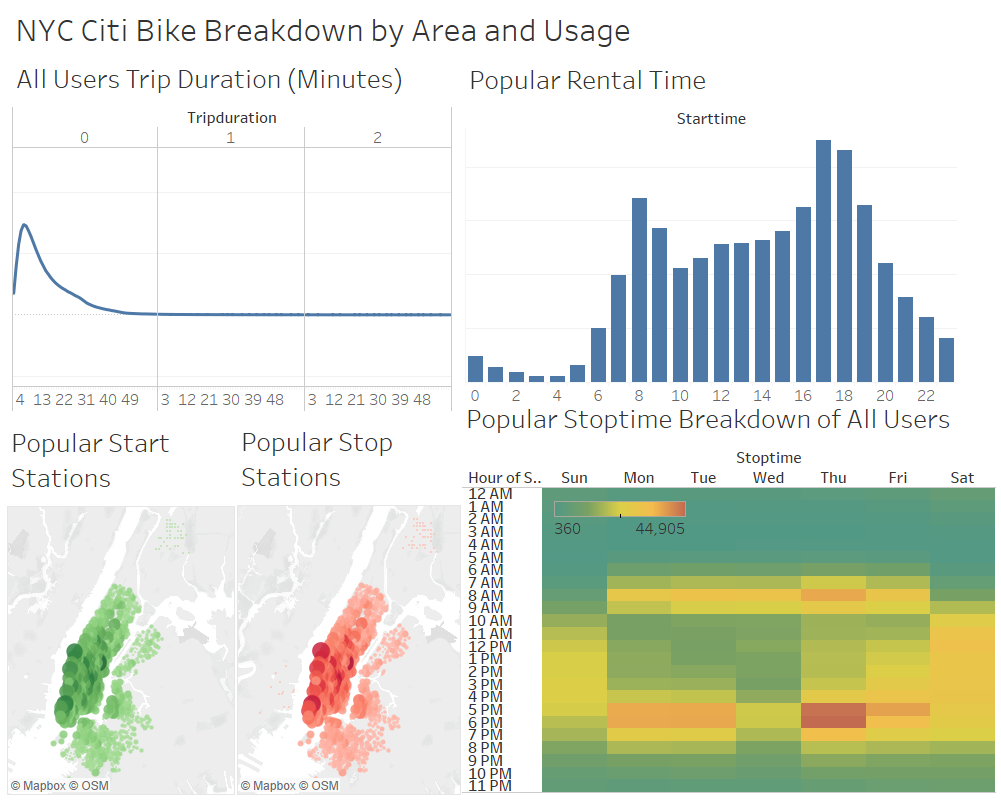 NYC Citi Bike Breakdown by Area and Usage
All Users Trip Duration (Minutes)
Tripduration
0 1 2
4 13 22 31 40 49 3 12 21 30 39 48 3 12 21 30 39 48
Popular Rental Time
Starttime
0 2 4 6 8 10 12 14 16 18 20 22
Popular Start
Stations
© Mapbox © OSM
Popular Stop
Stations
© Mapbox © OSM
Popular Stoptime Breakdown of All Users
Stoptime
Hour of S.. Sun Mon Tue Wed Thu Fri Sat
12 AM
1 AM
2 AM
3 AM
4 AM
5 AM
6 AM
7 AM
8 AM
9 AM
10 AM
11 AM
12 PM
1 PM
2 PM
3 PM
4 PM
5 PM
6 PM
7 PM
8 PM
9 PM
10 PM
11 PM
360 44,905